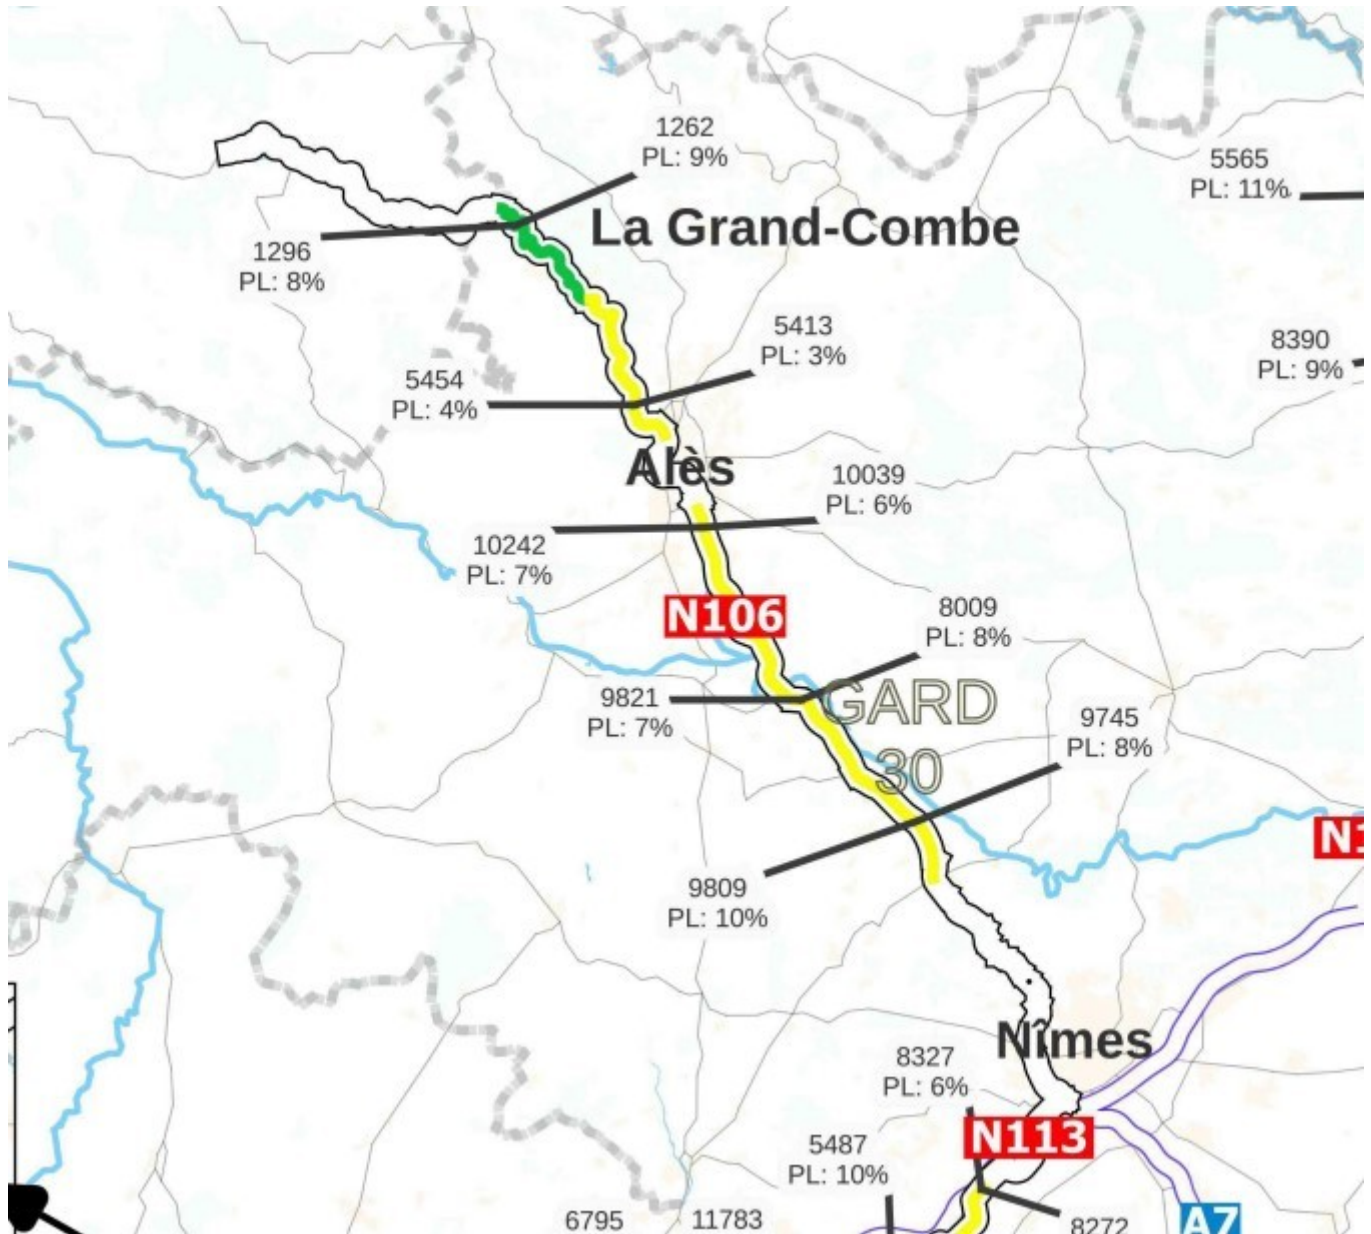 1262
PL: 9%
5565
PL: 11%
La Grand-Combe
1296
PL: 8%
5413
PL: 3%
8390
PL: 9%
5454
PL: 4%
Alès
10039
PL: 6%
10242
PL: 7%
N106
8009
PL: 8%
9821
PL: 7%
GARD
30
9745
PL: 8%
9809
PL: 10%
Nîmes
8327
PL: 6%
N113
5487
PL: 10%
6795
11783
8272
A7